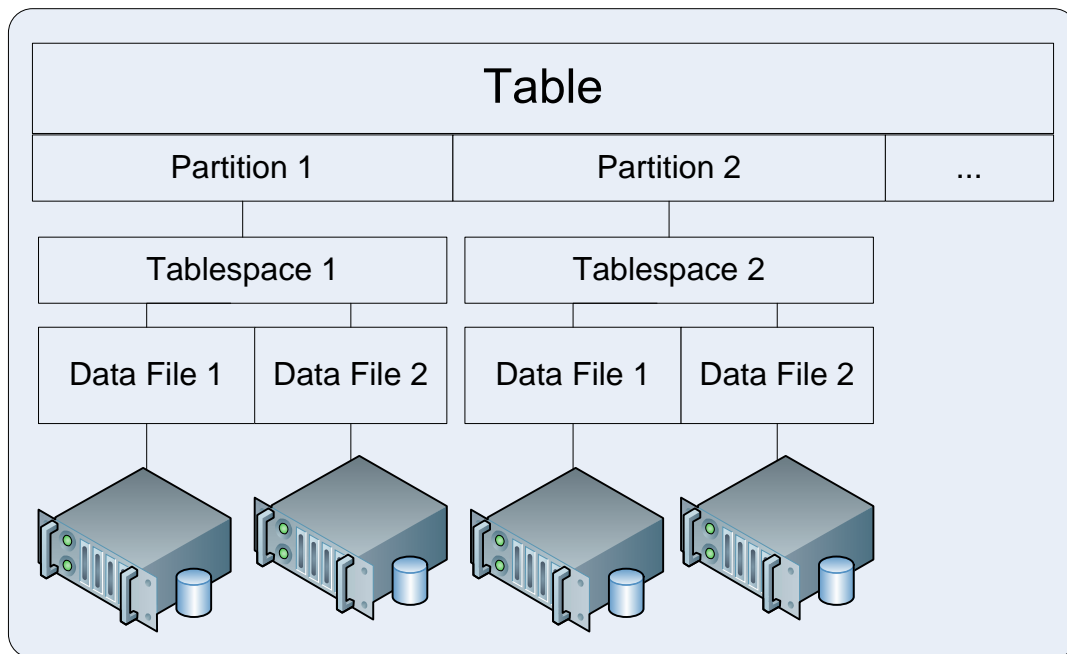 Table
Partition 1 Partition 2 ...
Tablespace 1 Tablespace 2
Data File 1 Data File 2 Data File 1 Data File 2